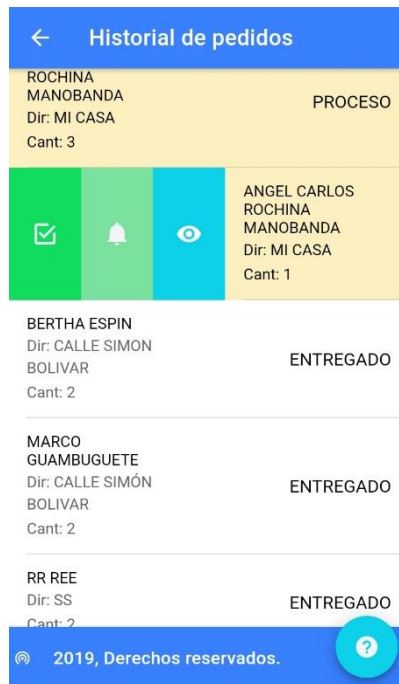 Historial de pedidos
ROCHINA
MANOBANDA
Dir: MI CASA
Cant: 3
PROCESO
ANGEL CARLOS
ROCHINA
MANOBANDA
Dir: MI CASA
Cant: 1
BERTHA ESPIN
Dir: CALLE SIMON
BOLIVAR
Cant: 2
ENTREGADO
MARCO
GUAMBUGUETE
Dir: CALLE SIMÓN
BOLIVAR
Cant: 2
ENTREGADO
RR REE
Dir: SS
Cant: 2
ENTREGADO
2019, Derechos reservados.
?